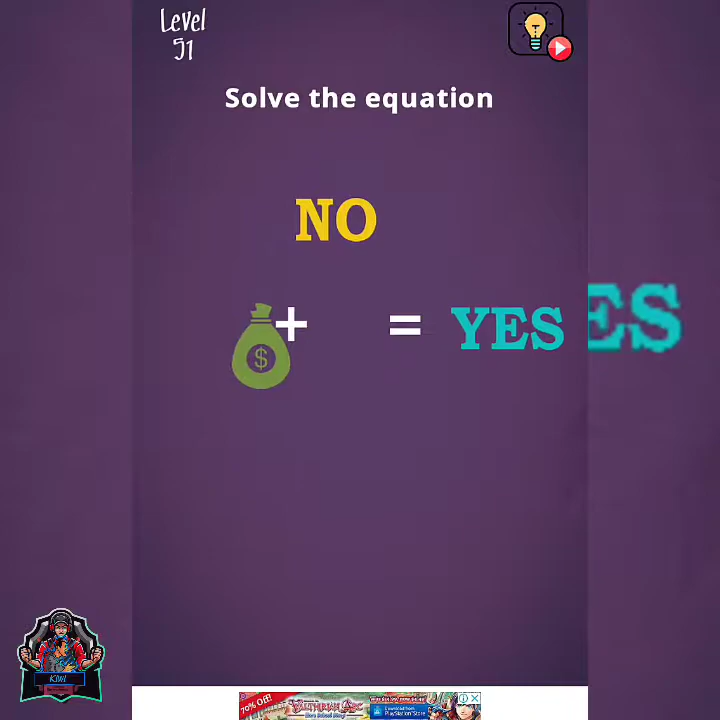 Level
51
Solve the equation
NO
$ + = YES
ES
KIWI
70% OFF!